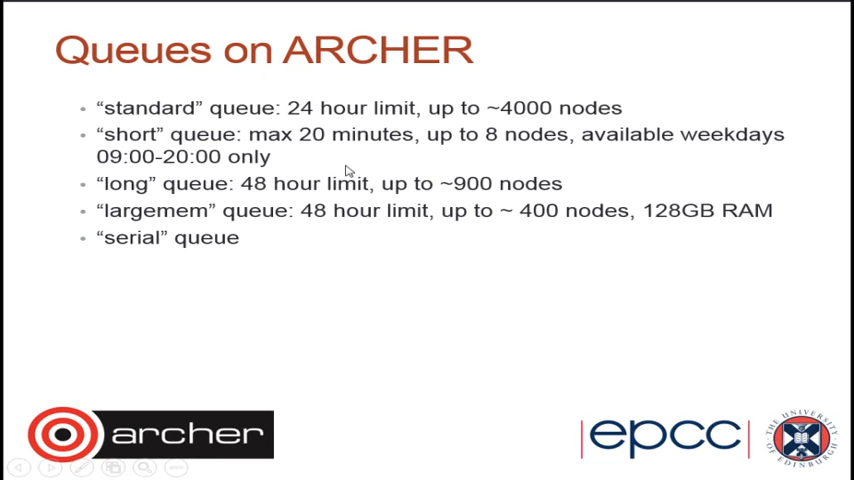 Queues on ARCHER
• “standard” queue: 24 hour limit, up to ~4000 nodes
• “short” queue: max 20 minutes, up to 8 nodes, available weekdays
09:00-20:00 only
• “long” queue: 48 hour limit, up to ~900 nodes
• “largemem” queue: 48 hour limit, up to ~ 400 nodes, 128GB RAM
• “serial” queue
archer
epcc
THE UNIVERSITY OF EDINBURGH